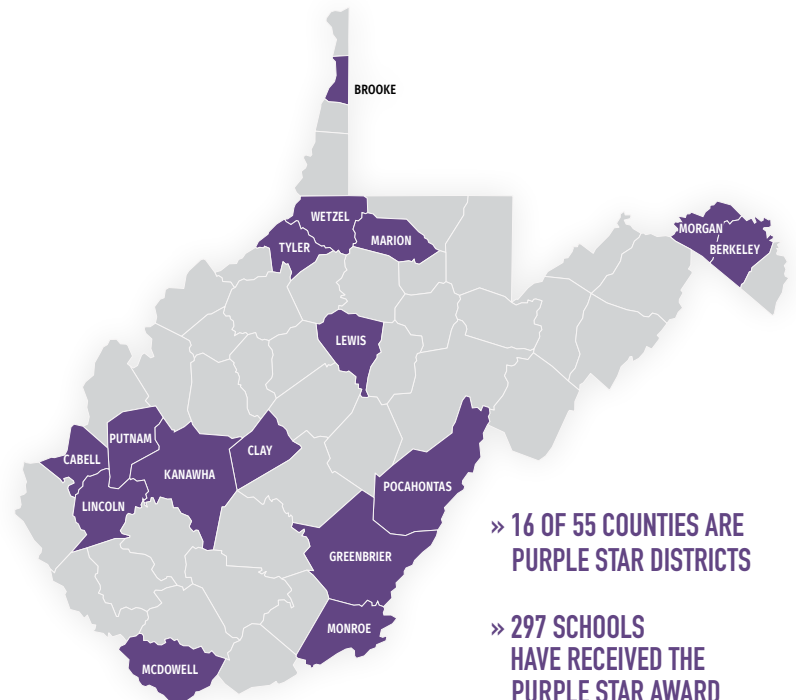 BROOKE
WETZEL
TYLER
MARION
MORGAN
BERKELEY
LEWIS
PUTNAM
CABELL
KANAWHA
CLAY
LINCOLN
POCAHONTAS
GREENBRIER
MONROE
MCDOWELL
» 16 OF 55 COUNTIES ARE
PURPLE STAR DISTRICTS
» 297 SCHOOLS
HAVE RECEIVED THE
PURPLE STAR AWARD